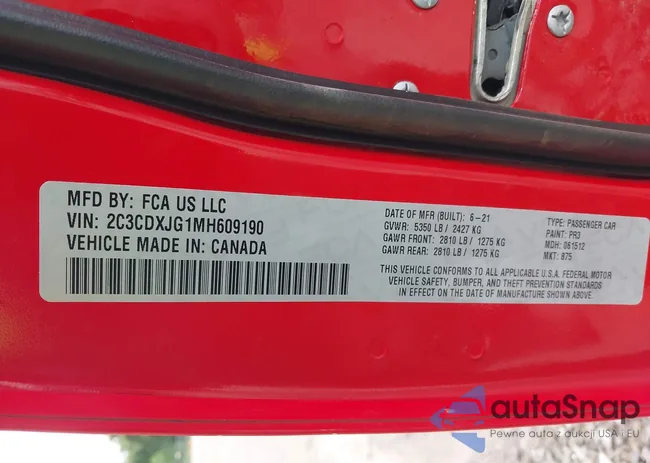 MFD BY: FCA US LLC
VIN: 2C3CDXJG1MH609190
VEHICLE MADE IN: CANADA
DATE OF MFR (BUILT): 6-21
GVWR: 5350 LB / 2427 KG
GAWR FRONT: 2810 LB / 1275 KG
GAWR REAR: 2810 LB / 1275 KG
TYPE: PASSENGER CAR
PAINT: PR3
MDH: 061512
MKT: 875
THIS VEHICLE CONFORMS TO ALL APPLICABLE U.S.A. FEDERAL MOTOR
VEHICLE SAFETY, BUMPER, AND THEFT PREVENTION STANDARDS
IN EFFECT ON THE DATE OF MANUFACTURE SHOWN ABOVE.
autoSnap
Pewne auta z aukcji USA i EU